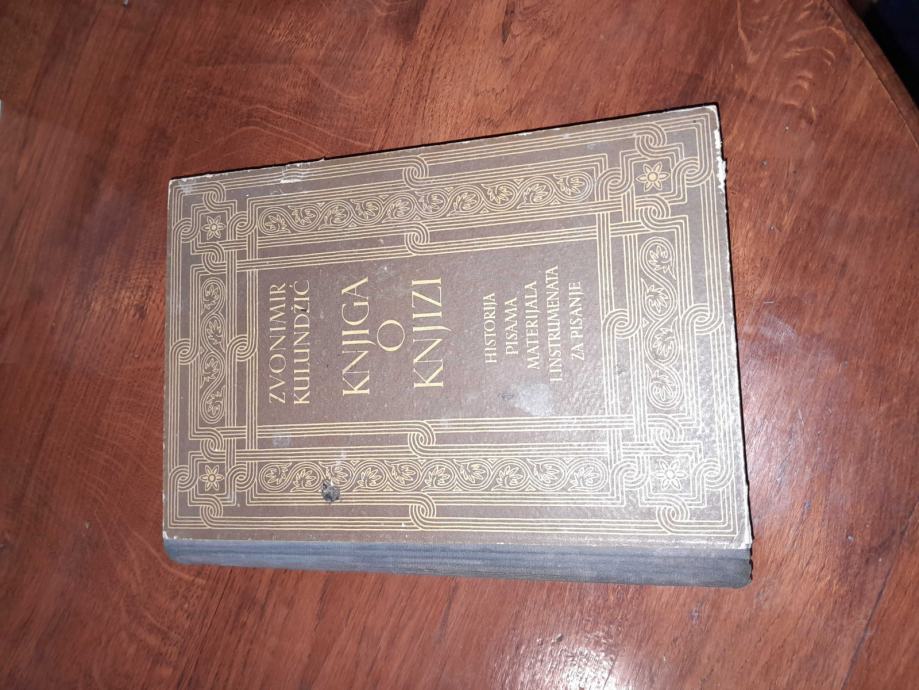 ZVONIMIR
KULUNDŽIĆ
KNJIGA
O
KNJIZI
HISTORIJA
PISAMA
MATERIJALA
I INSTRUMENATA
ZA PISANJE